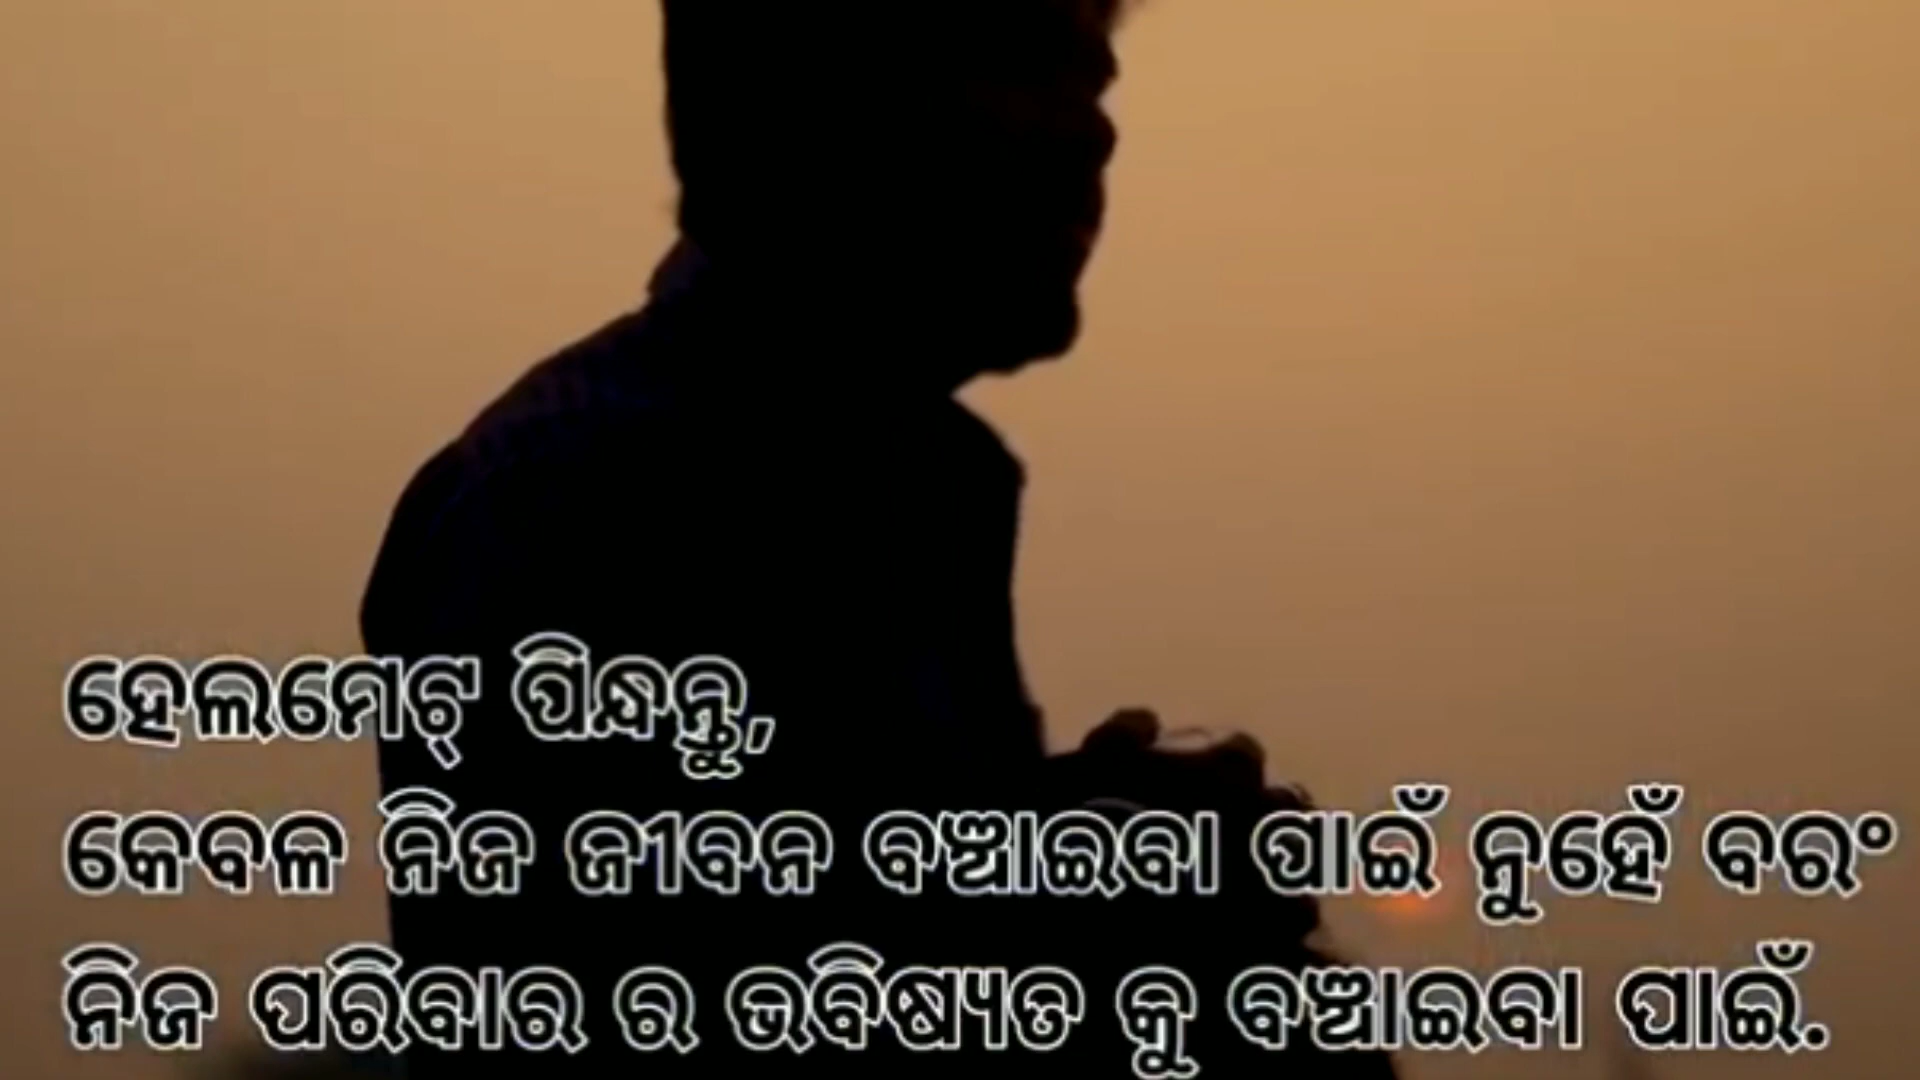 ହେଲମେଟ୍ ପିନ୍ଧନ୍ତୁ,
କେବଳ ନିଜ ଜୀବନ ବଞ୍ଚାଇବା ପାଇଁ ନୁହେଁ ବରଂ
ନିଜ ପରିବାର ର ଭବିଷ୍ୟତ କୁ ବଞ୍ଚାଇବା ପାଇଁ.